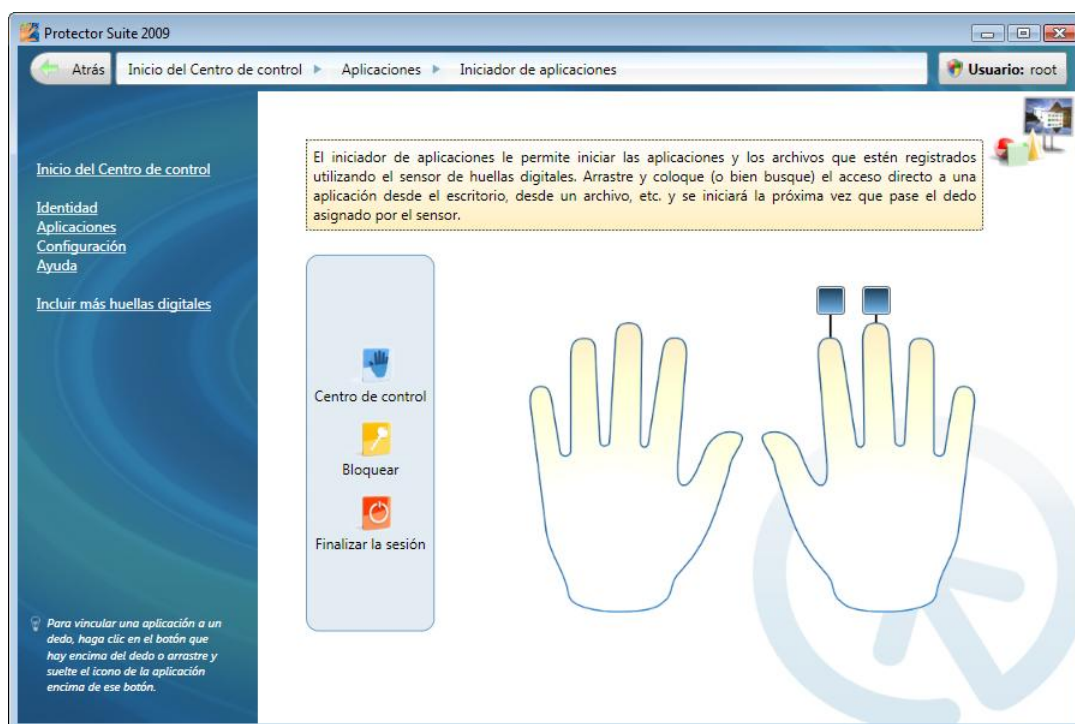 Protector Suite 2009
Atrás
Inicio del Centro de control
Aplicaciones
Iniciador de aplicaciones
Usuario: root
El iniciador de aplicaciones le permite iniciar las aplicaciones y los archivos que estén registrados
utilizando el sensor de huellas digitales. Arrastre y coloque (o bien busque) el acceso directo a una
aplicación desde el escritorio, desde un archivo, etc. y se iniciará la próxima vez que pase el dedo
asignado por el sensor.
Inicio del Centro de control
Identidad
Aplicaciones
Configuración
Ayuda
Incluir más huellas digitales
Centro de control
Bloquear
Finalizar la sesión
Para vincular una aplicación a un
dedo, haga clic en el botón que
hay encima del dedo o arrastre y
suelte el icono de la aplicación
encima de ese botón.